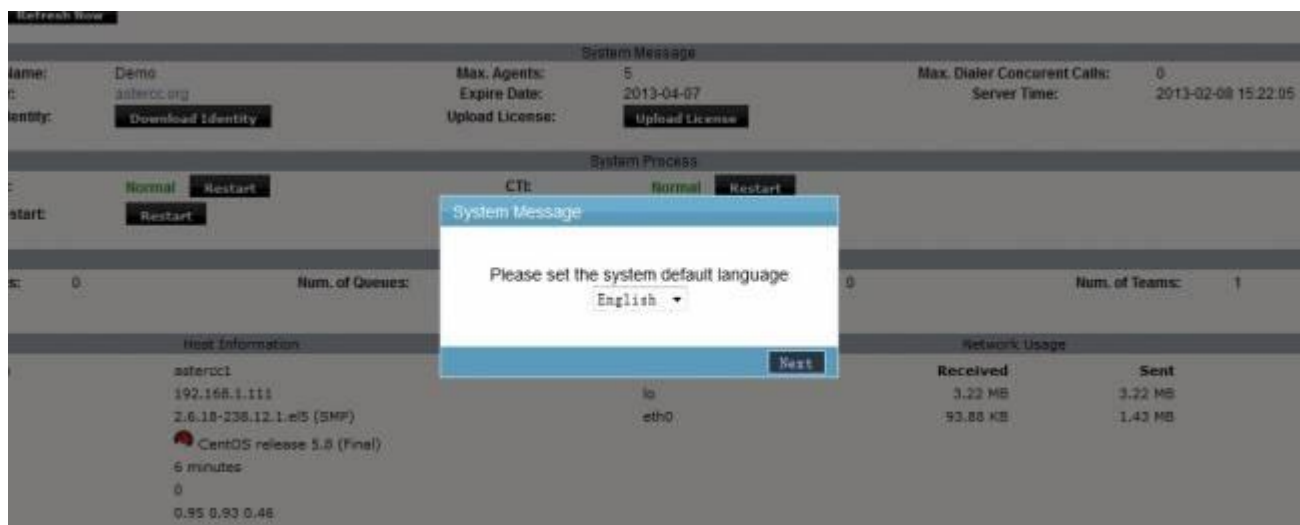 Refresh Now
System Message
Name: Demo Max. Agents: 5 Max. Dialer Concurent Calls: 0
astercc.org Expire Date: 2013-04-07 Server Time: 2013-02-08 15:22:05
Download Identity Upload License: Upload License
System Process
Normal Restart CTI: Normal Restart
Restart
System Message
Please set the system default language
English
Next
0 Num. of Queues: 0 Num. of Teams: 1
Host Information Network Usage
astercc1 Received Sent
192.168.1.111 lo 3.22 MB 3.22 MB
2.6.18-238.12.1.el5 (SMP) eth0 93.88 KB 1.43 MB
CentOS release 5.8 (Final)
6 minutes
0
0.95 0.93 0.46